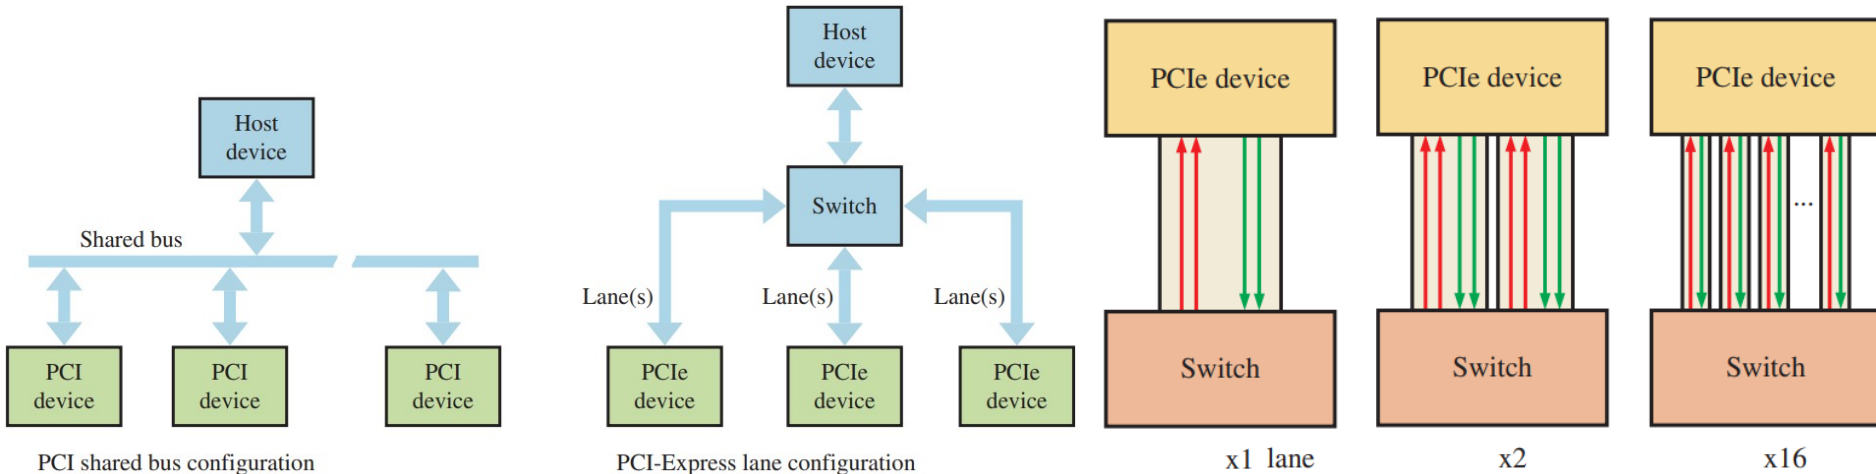 Host
device
Shared bus
PCI
device
PCI
device
PCI
device
PCI shared bus configuration
Host
device
Switch
Lane(s)
Lane(s)
Lane(s)
PCIe
device
PCIe
device
PCIe
device
PCI-Express lane configuration
PCIe device
Switch
x1 lane
PCIe device
Switch
x2
PCIe device
...
Switch
x16